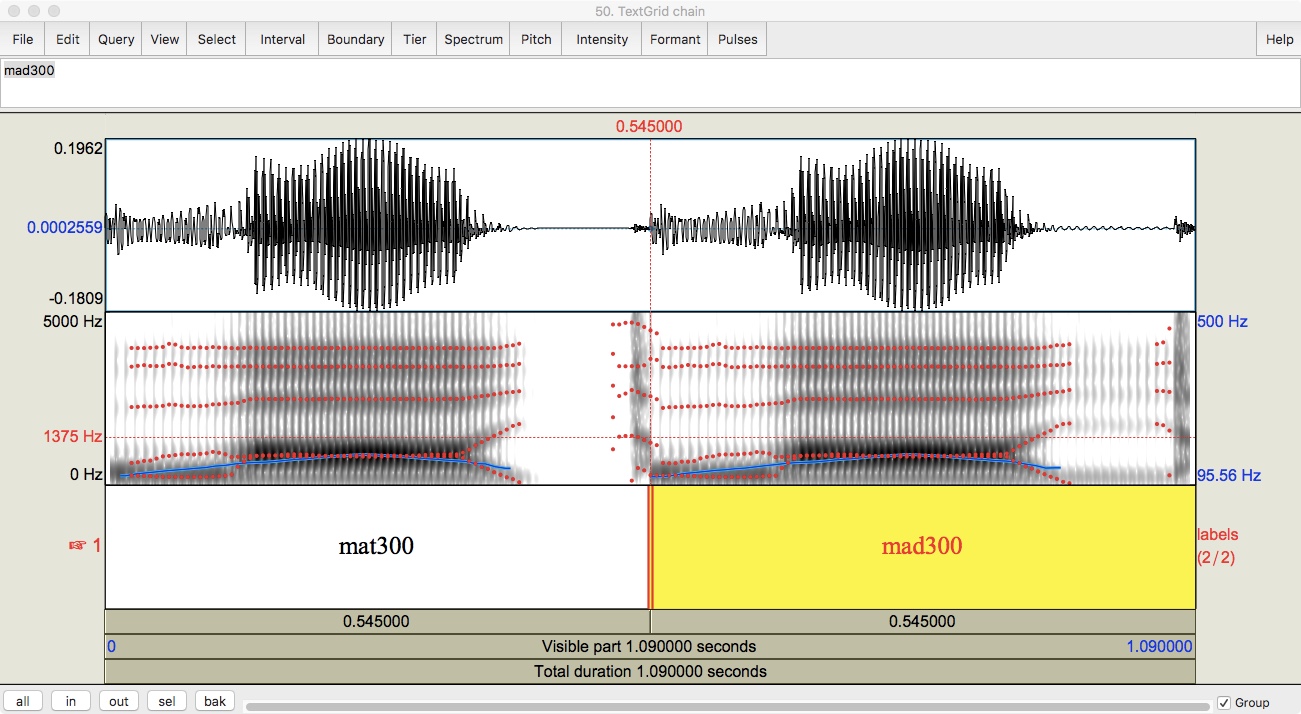 50. TextGrid chain
File Edit Query View Select Interval Boundary Tier Spectrum Pitch Intensity Formant Pulses Help
mad300
0.545000
0.1962
0.0002559
-0.1809
5000 Hz 500 Hz
1375 Hz
0 Hz 95.56 Hz
☞ 1 mat300 mad300 labels
(2/2)
0.545000 0.545000
0 Visible part 1.090000 seconds 1.090000
Total duration 1.090000 seconds
all in out sel bak Group